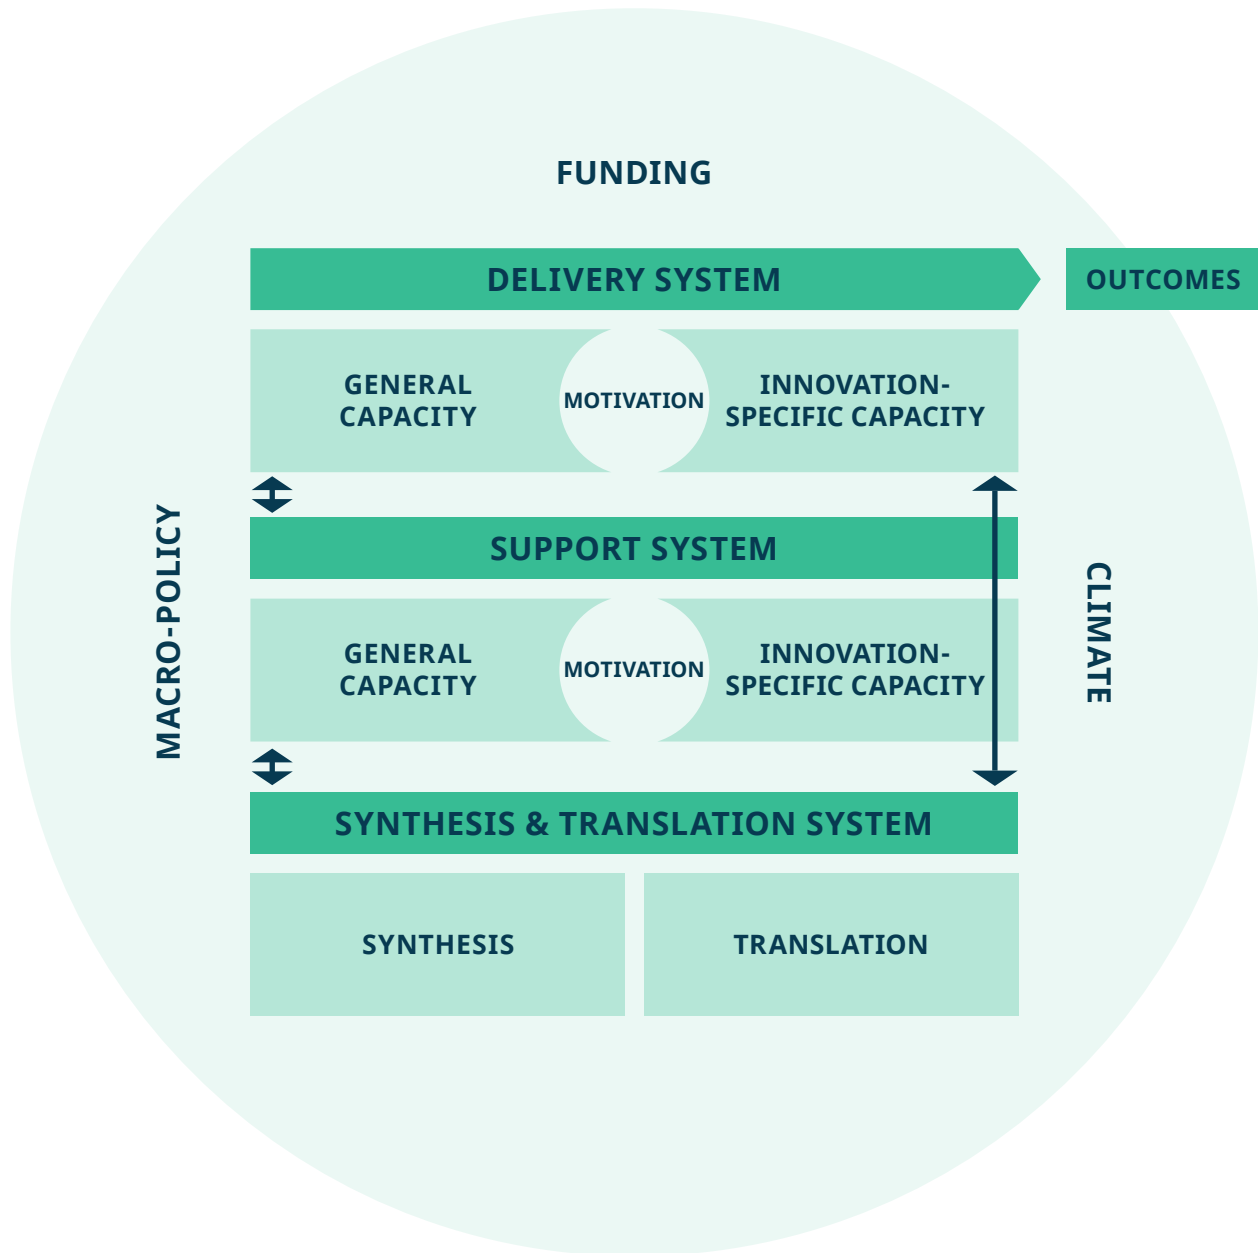 FUNDING
DELIVERY SYSTEM
OUTCOMES
GENERAL
CAPACITY
MOTIVATION
INNOVATION-
SPECIFIC CAPACITY
MACRO-POLICY
SUPPORT SYSTEM
CLIMATE
GENERAL
CAPACITY
MOTIVATION
INNOVATION-
SPECIFIC CAPACITY
SYNTHESIS & TRANSLATION SYSTEM
SYNTHESIS
TRANSLATION